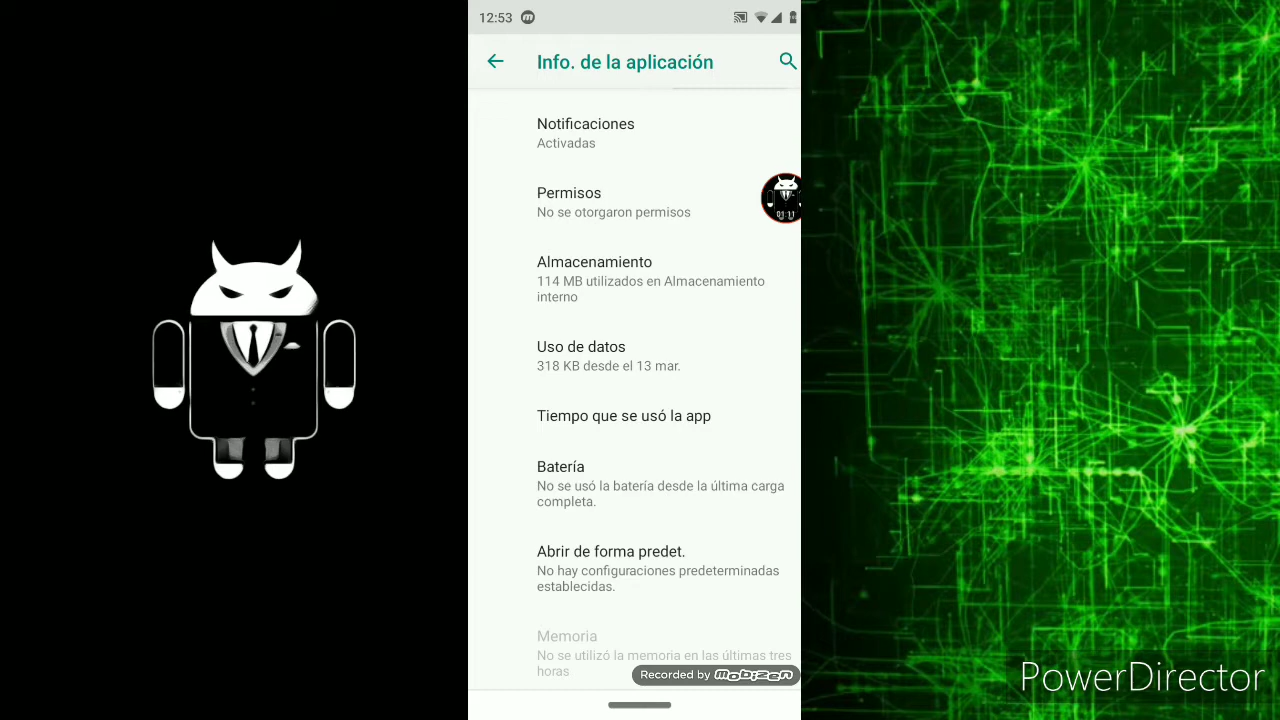 12:53
Info. de la aplicación
Notificaciones
Activadas
Permisos
No se otorgaron permisos
01:11
Almacenamiento
114 MB utilizados en Almacenamiento
interno
Uso de datos
318 KB desde el 13 mar.
Tiempo que se usó la app
Batería
No se usó la batería desde la última carga
completa.
Abrir de forma predet.
No hay configuraciones predeterminadas
establecidas.
Memoria
No se utilizó la memoria en las últimas tres
horas
Recorded by mobizen
PowerDirector